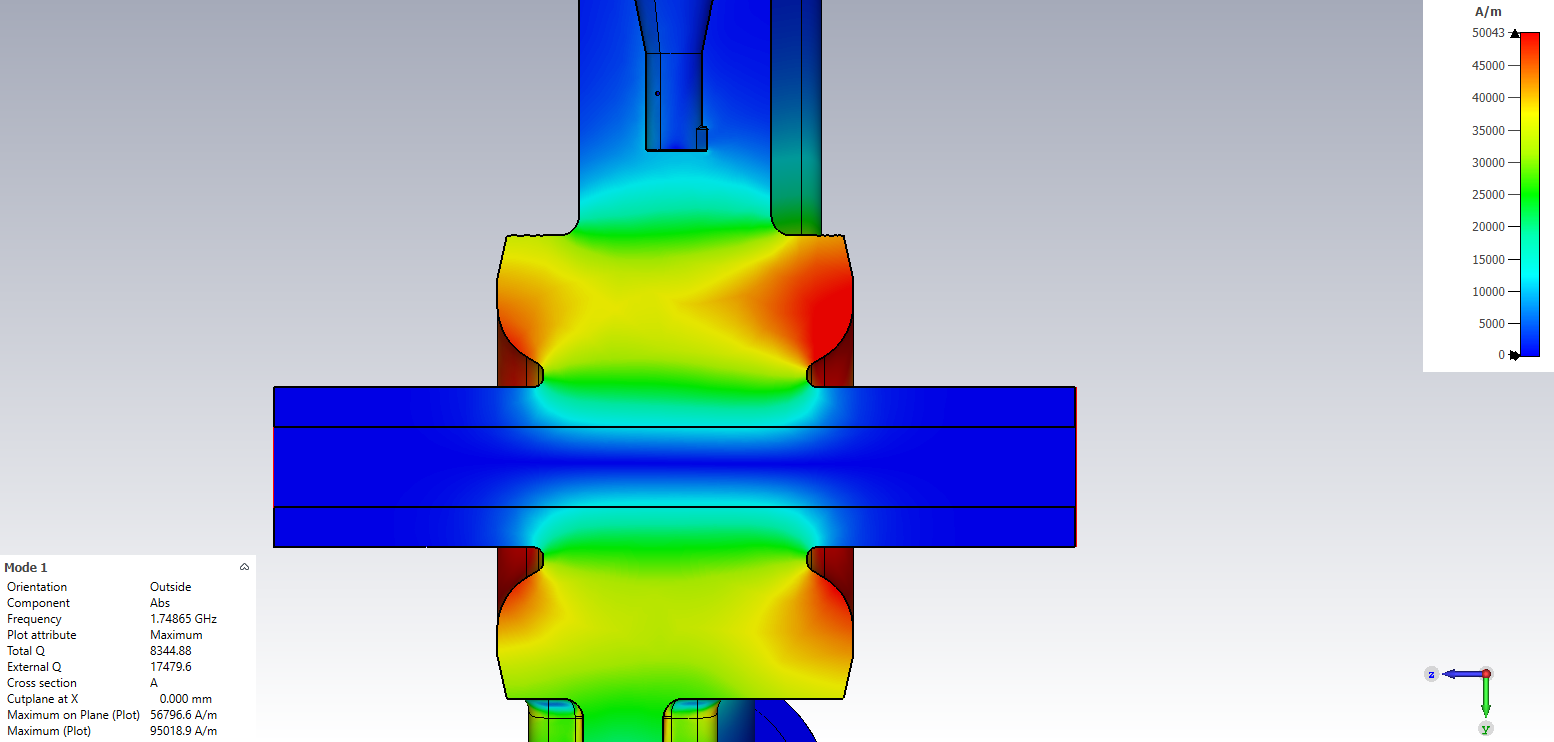 A/m
50043
45000
40000
35000
30000
25000
20000
15000
10000
5000
0
Mode 1
Orientation Outside
Component Abs
Frequency 1.74865 GHz
Plot attribute Maximum
Total Q 8344.88
External Q 17479.6
Cross section A
Cutplane at X 0.000 mm
Maximum on Plane (Plot) 56796.6 A/m
Maximum (Plot) 95018.9 A/m
z
y